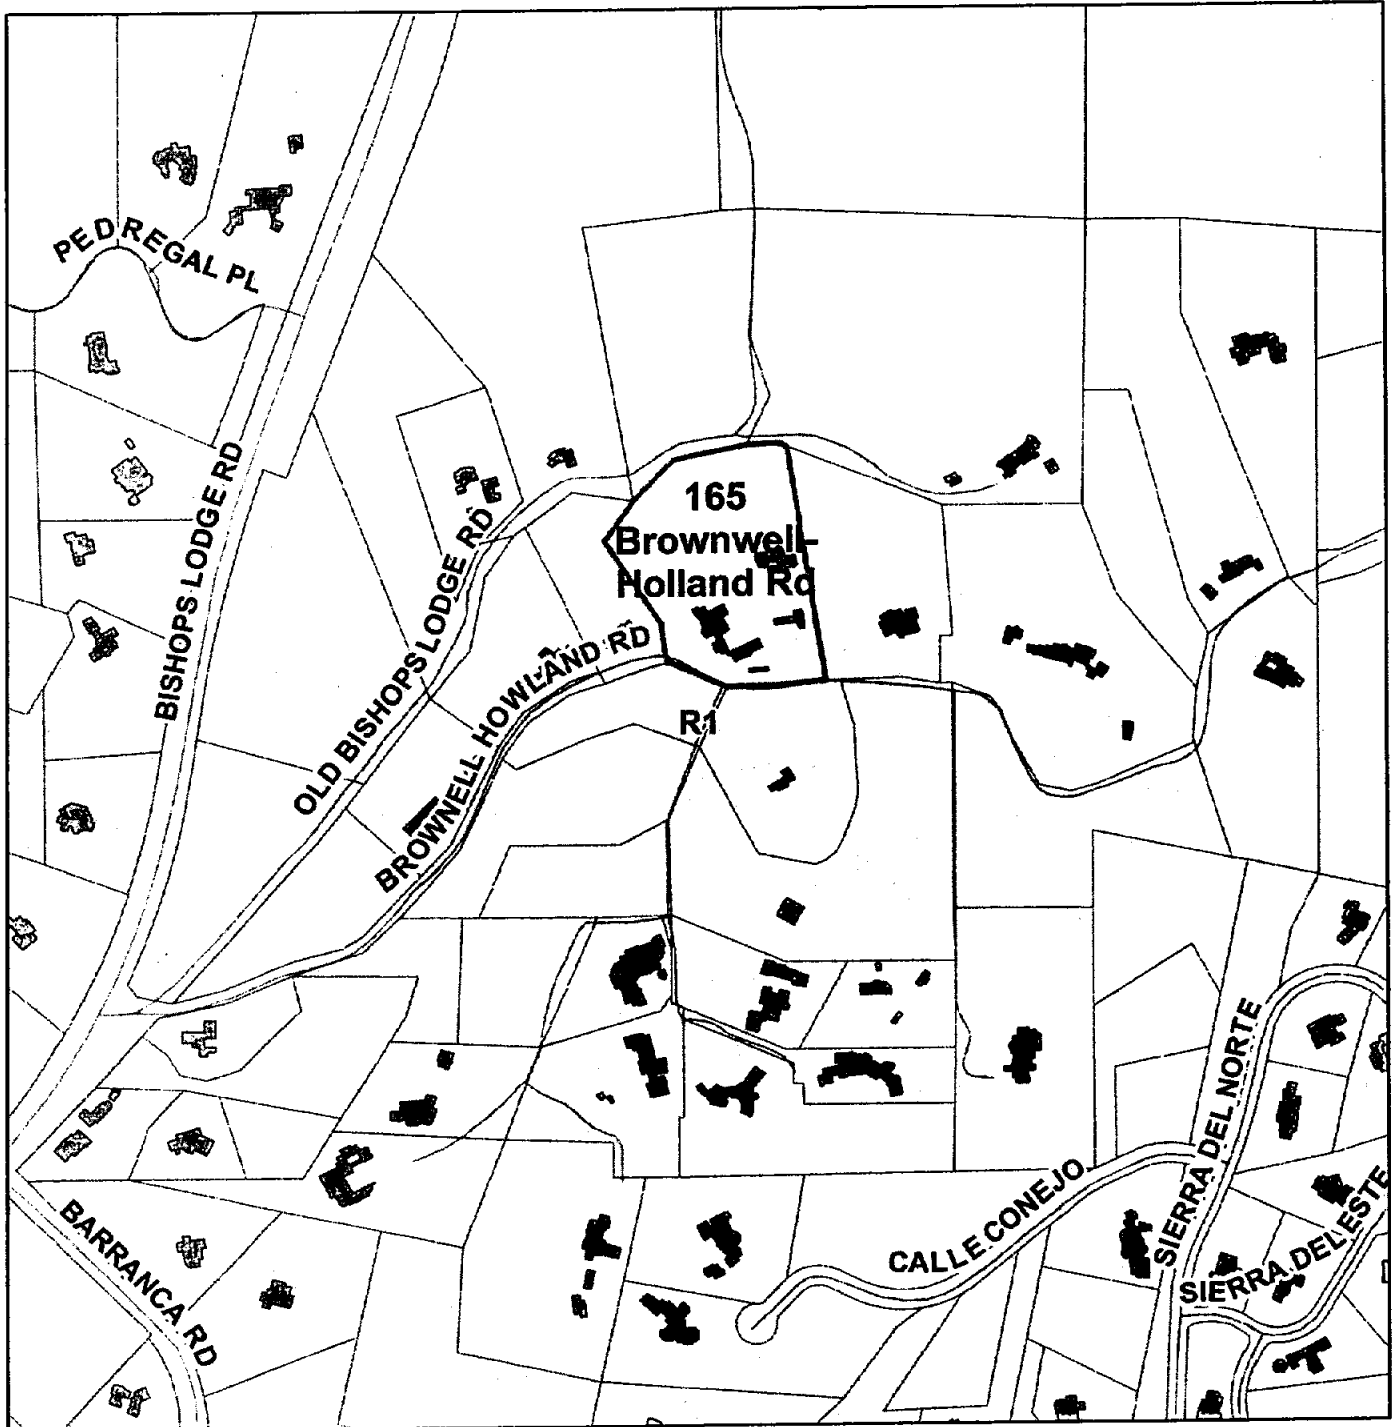 PEDREGAL PL
BISHOPS LODGE RD
OLD BISHOPS LODGE RD
165
Brownwell-
Holland Rd
BROWNELL HOWLAND RD
R1
SIERRA DEL NORTE
CALLE CONEJO
SIERRA DEL ESTE
BARRANCA RD